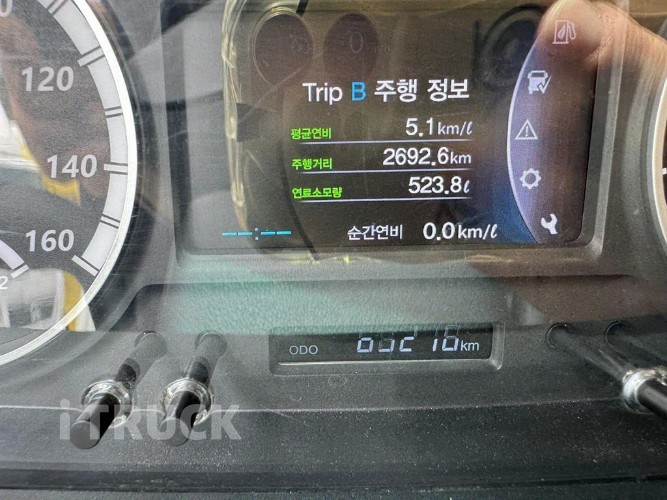 120
140
160
2
Trip B 주행 정보
평균연비 5.1 km/ℓ
주행거리 2692.6 km
연료소모량 523.8 ℓ
--:-- 순간연비 0.0 km/ℓ
ODO km
iTRUCK